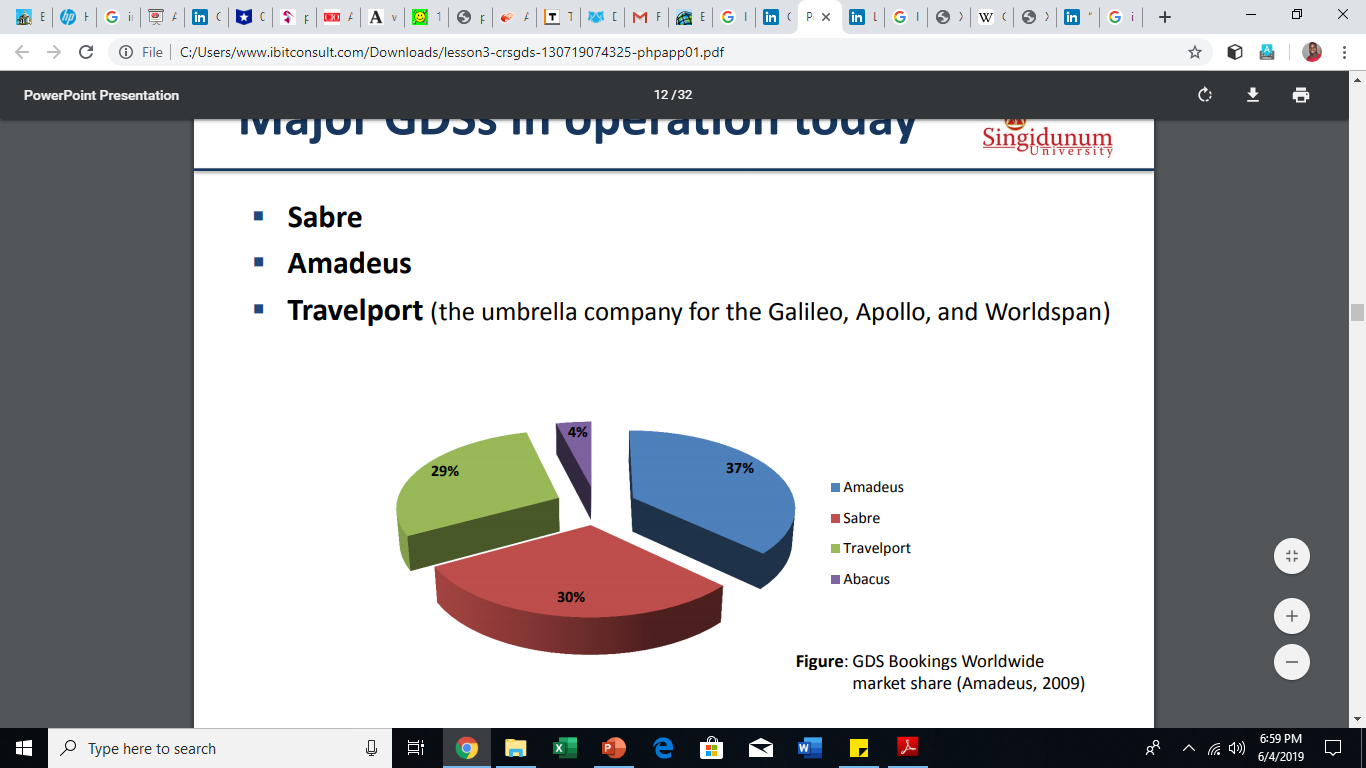 E
H
G ii
A
C
C
p
A
v
T
p
A
T
D
F
E
G I
C
P
L
G I
X
C
X
"
G i
File | C:/Users/www.ibitconsult.com/Downloads/lesson3-crsgds-130719074325-phpapp01.pdf
PowerPoint Presentation
12 / 32
Major GDSs in operation today
Singidunum
University
Sabre
Amadeus
Travelport (the umbrella company for the Galileo, Apollo, and Worldspan)
4%
29%
37%
30%
Amadeus
Sabre
Travelport
Abacus
Figure: GDS Bookings Worldwide
market share (Amadeus, 2009)
Type here to search
6:59 PM
6/4/2019